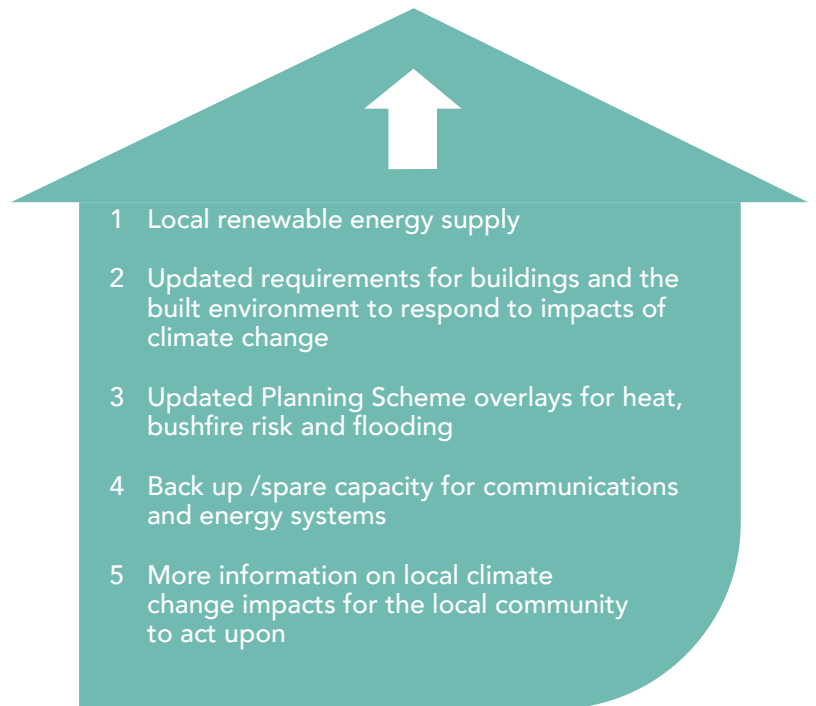 1 Local renewable energy supply
2 Updated requirements for buildings and the
built environment to respond to impacts of
climate change
3 Updated Planning Scheme overlays for heat,
bushfire risk and flooding
4 Back up /spare capacity for communications
and energy systems
5 More information on local climate
change impacts for the local community
to act upon